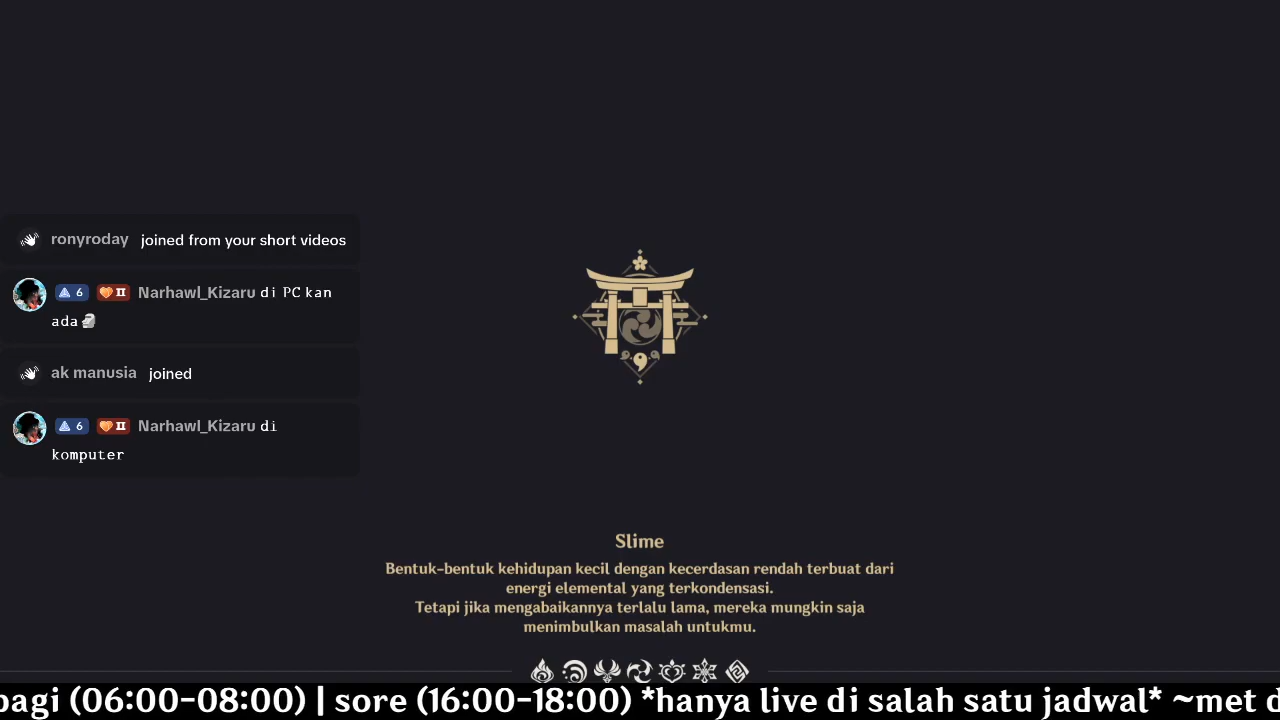 ronyroday joined from your short videos
6 II Narhawl_Kizaru di PC kan
ada🗿
ak manusia joined
6 II Narhawl_Kizaru di
komputer
Slime
Bentuk-bentuk kehidupan kecil dengan kecerdasan rendah terbuat dari
energi elemental yang terkondensasi.
Tetapi jika mengabaikannya terlalu lama, mereka mungkin saja
menimbulkan masalah untukmu.
pagi (06:00-08:00) | sore (16:00-18:00) *hanya live di salah satu jadwal* ~met d